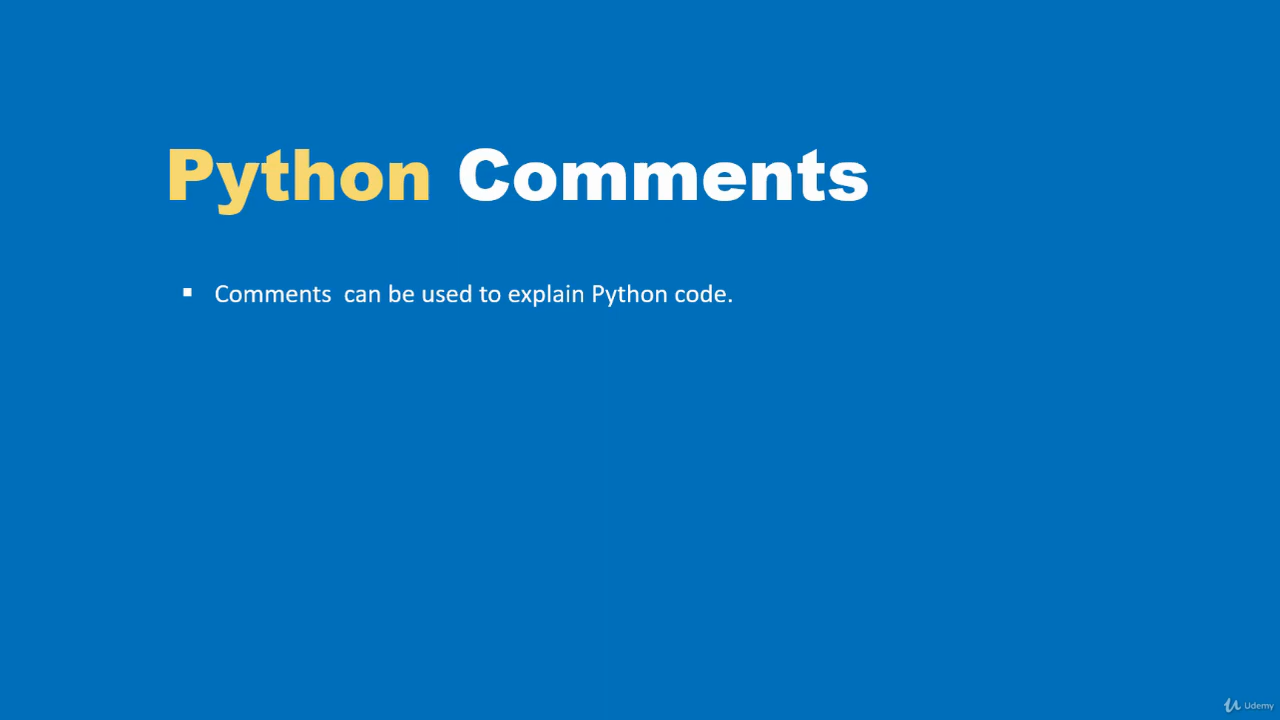 Python Comments
▪ Comments can be used to explain Python code.
Udemy